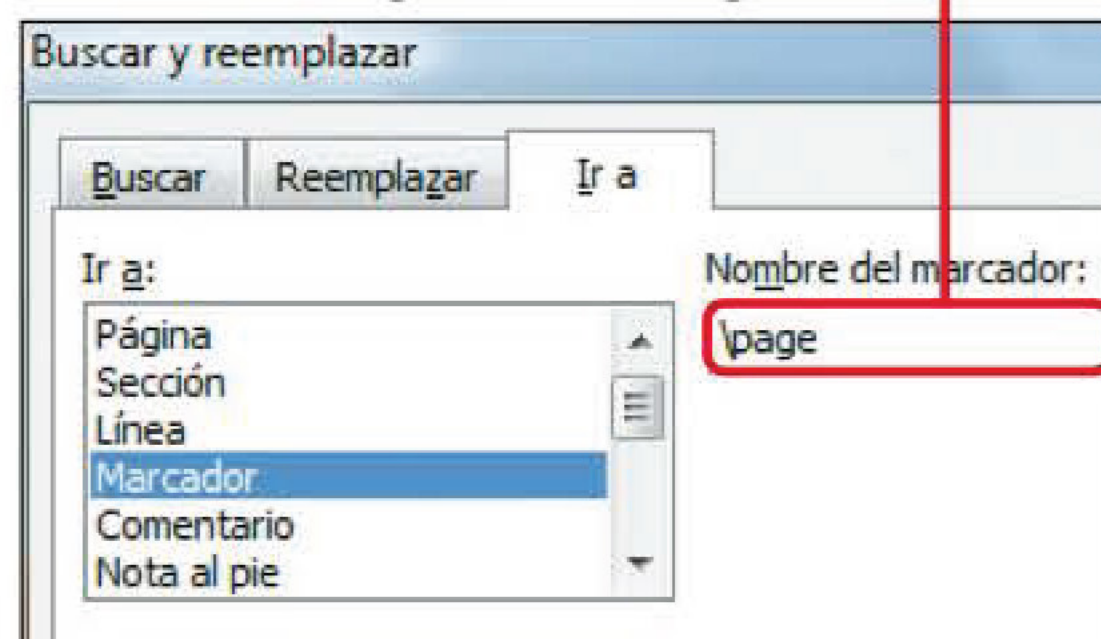 Buscar y reemplazar
Buscar Reemplazar Ir a
Ir a: Nombre del marcador:
\page
Página
Sección
Línea
Marcador
Comentario
Nota al pie